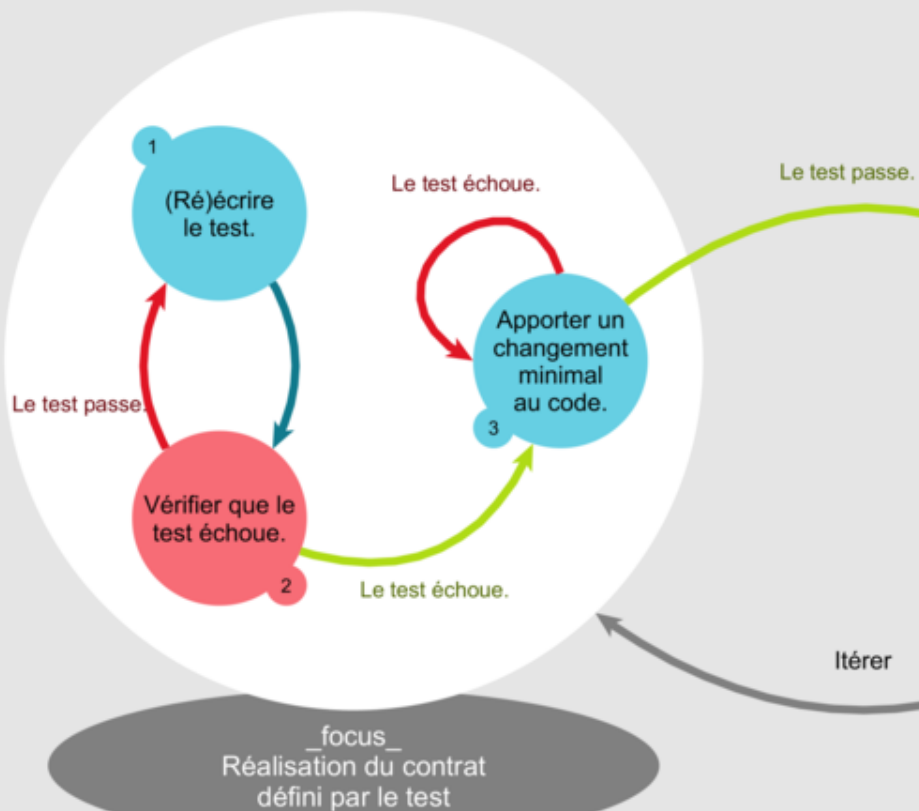 1
(Ré)écrire
le test.
Le test passe.
Vérifier que le
test échoue.
2
Le test échoue.
Le test échoue.
Apporter un
changement
minimal
au code.
3
Le test passe.
Itérer
_focus_
Réalisation du contrat
défini par le test